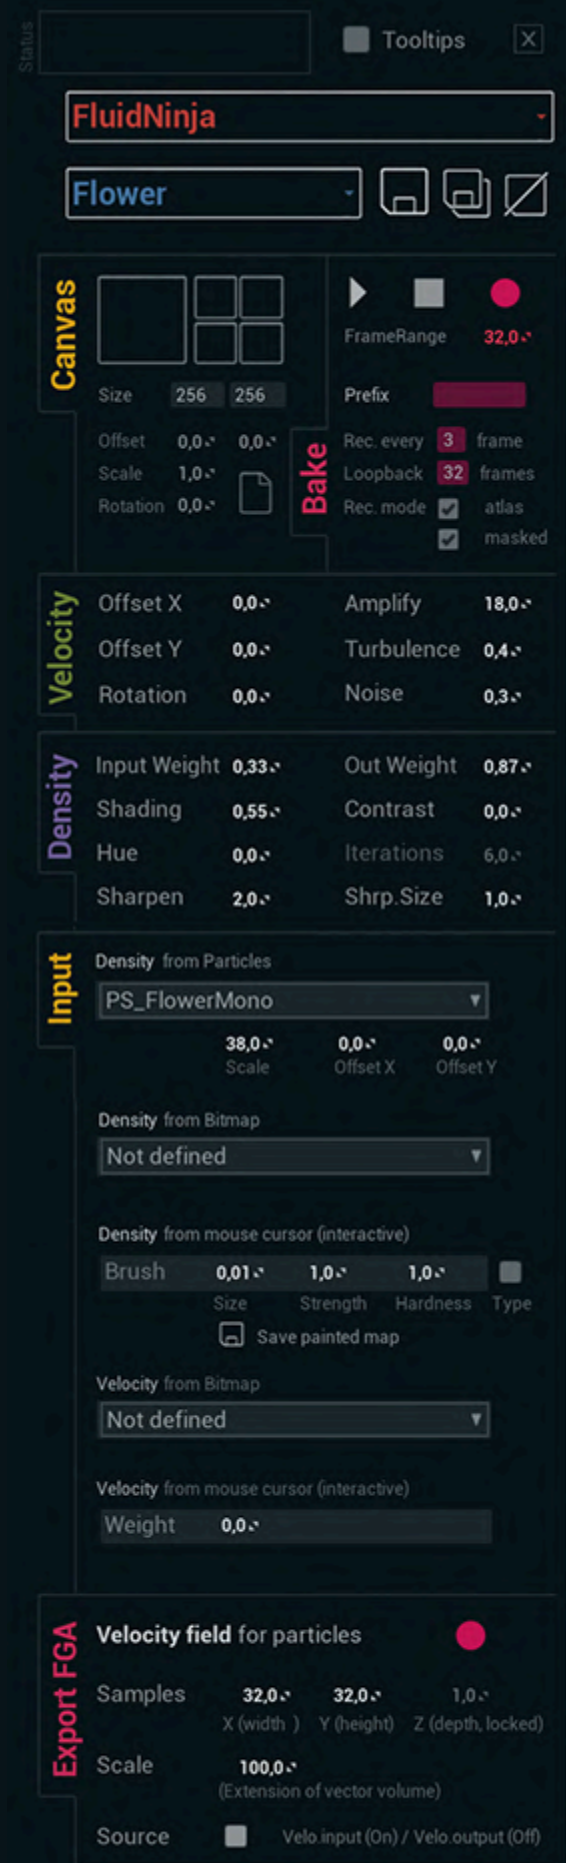 Status
Tooltips X
FluidNinja
Flower
Canvas
Size 256 256
Offset 0,0 0,0
Scale 1,0
Rotation 0,0
Bake
FrameRange 32,0
Prefix
Rec. every 3 frame
Loopback 32 frames
Rec. mode atlas
masked
Velocity
Offset X 0,0 Amplify 18,0
Offset Y 0,0 Turbulence 0,4
Rotation 0,0 Noise 0,3
Density
Input Weight 0,33 Out Weight 0,87
Shading 0,55 Contrast 0,0
Hue 0,0 Iterations 6,0
Sharpen 2,0 Shrp.Size 1,0
Input
Density from Particles
PS_FlowerMono
38,0 0,0 0,0
Scale Offset X Offset Y
Density from Bitmap
Not defined
Density from mouse cursor (interactive)
Brush 0,01 1,0 1,0
Size Strength Hardness Type
Save painted map
Velocity from Bitmap
Not defined
Velocity from mouse cursor (interactive)
Weight 0,0
Export FGA
Velocity field for particles
Samples 32,0 32,0 1,0
X (width ) Y (height) Z (depth, locked)
Scale 100,0
(Extension of vector volume)
Source Velo.input (On) / Velo.output (Off)